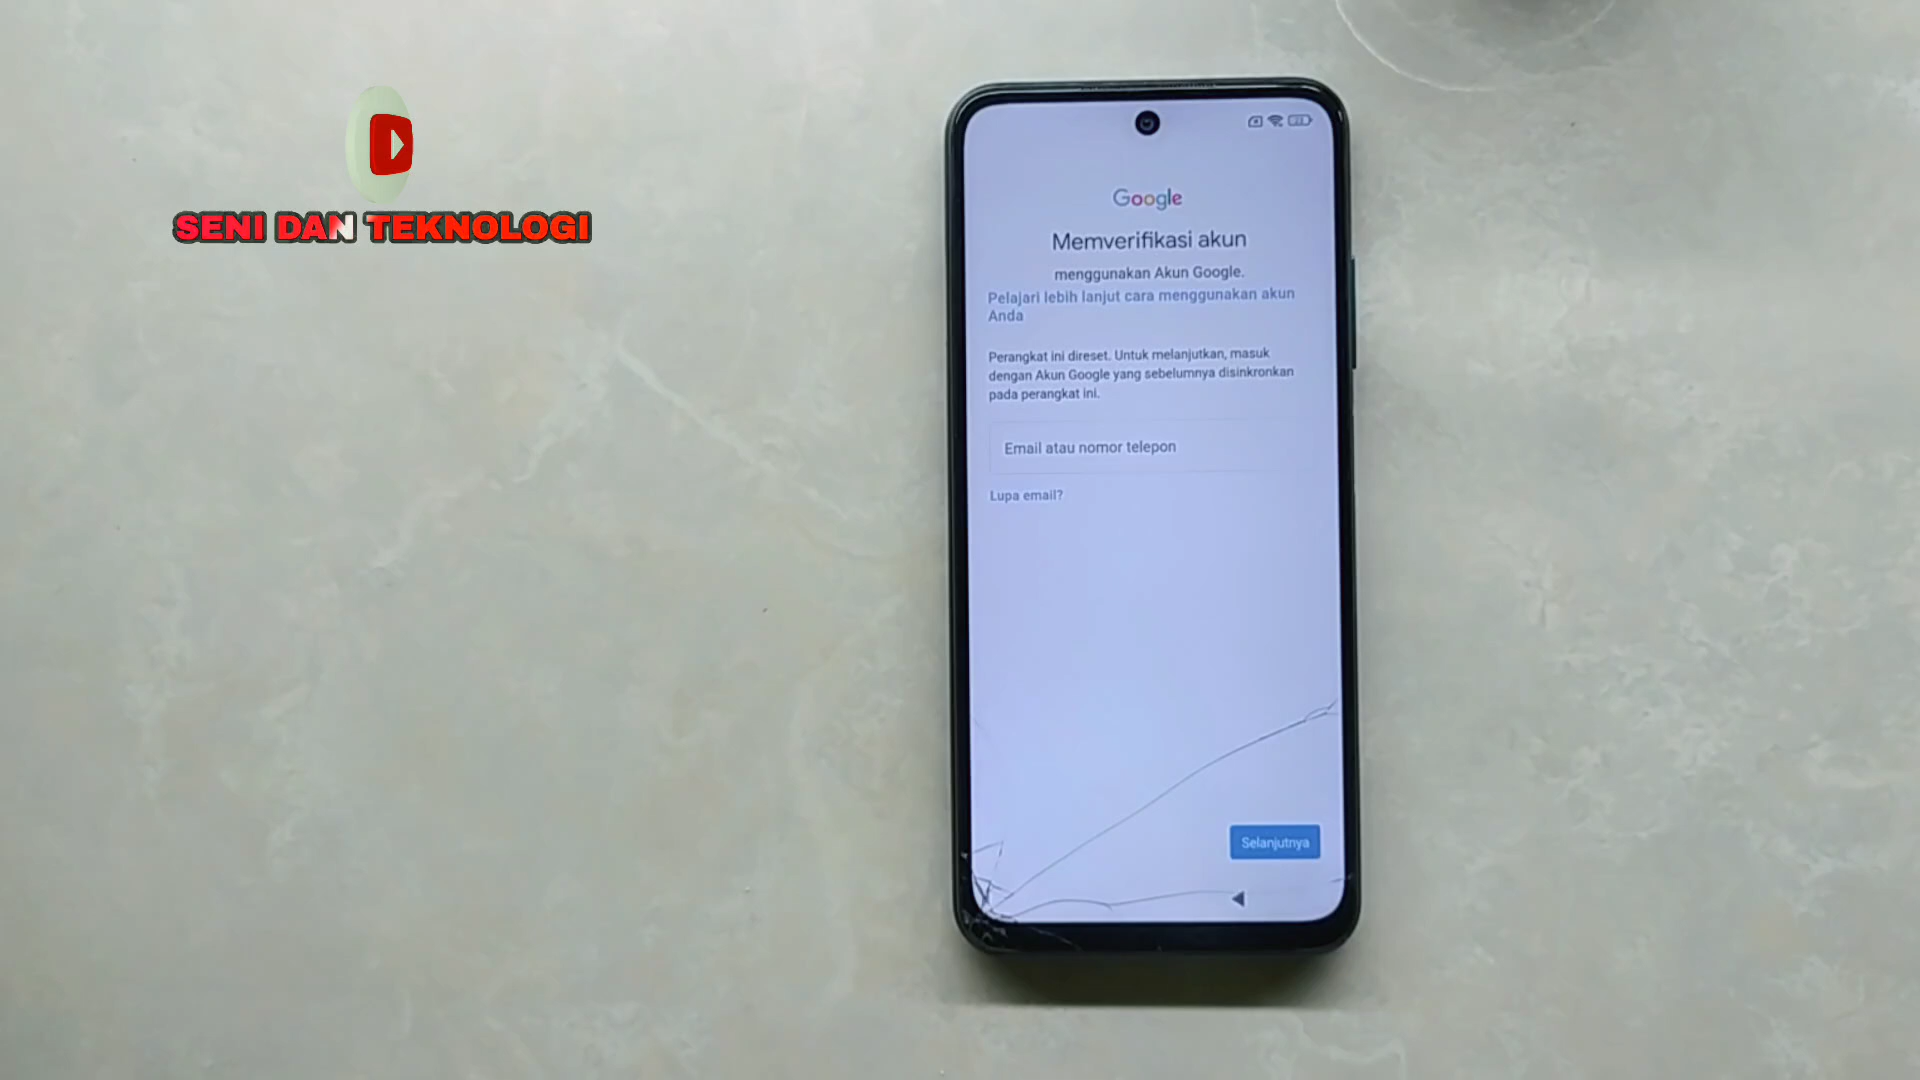 SENI DAN TEKNOLOGI
Google
Memverifikasi akun
menggunakan Akun Google.
Pelajari lebih lanjut cara menggunakan akun
Anda
Perangkat ini direset. Untuk melanjutkan, masuk
dengan Akun Google yang sebelumnya disinkronkan
pada perangkat ini.
Email atau nomor telepon
Lupa email?
Selanjutnya